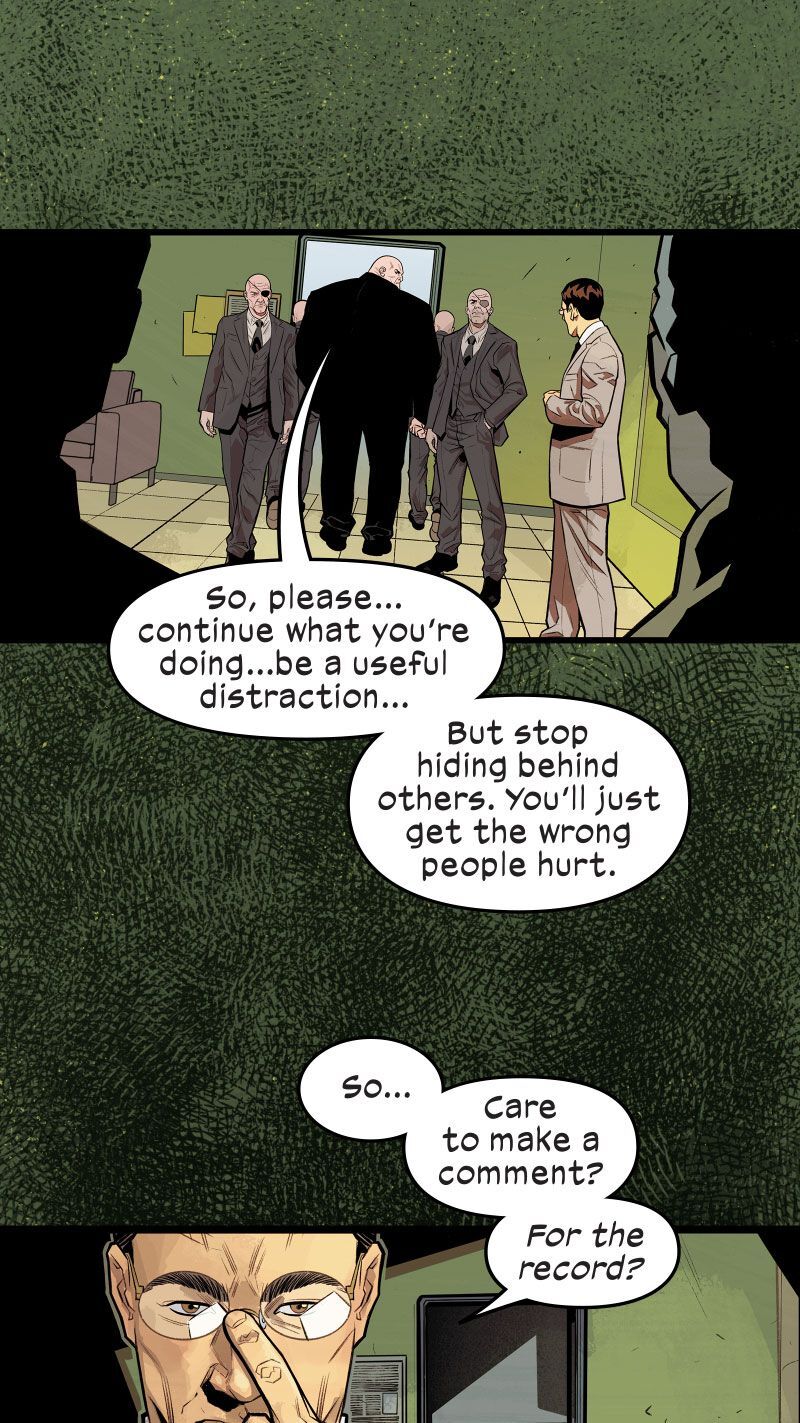 So, please...
continue what you're
doing...be a useful
distraction...
But stop
hiding behind
others. You'll just
get the wrong
people hurt.
So...
Care
to make a
comment?
For the
record?